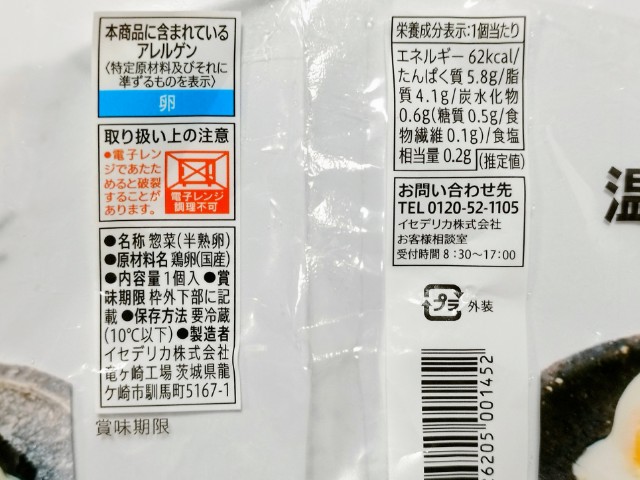 本商品に含まれている
アレルゲン
〈特定原材料及びそれに
準ずるものを表示〉
卵
取り扱い上の注意
●電子レン
ジであたた
めると破裂
することが
あります。
電子レンジ
調理不可
●名称 惣菜(半熟卵)
●原材料名 鶏卵(国産)
●内容量 1個入 ●賞
味期限 枠外下部に記
載 ●保存方法 要冷蔵
(10℃以下) ●製造者
イセデリカ株式会社
竜ヶ崎工場 茨城県龍
ケ崎市馴馬町5167-1
賞味期限
栄養成分表示:1個当たり
エネルギー 62kcal/
たんぱく質 5.8g/脂
質 4.1g/炭水化物
0.6g(糖質 0.5g/食
物繊維 0.1g)/食塩
相当量 0.2g (推定値)
お問い合わせ先
TEL 0120-52-1105
イセデリカ株式会社
お客様相談室
受付時間 8:30〜17:00
プラ 外装
26205 001452
温